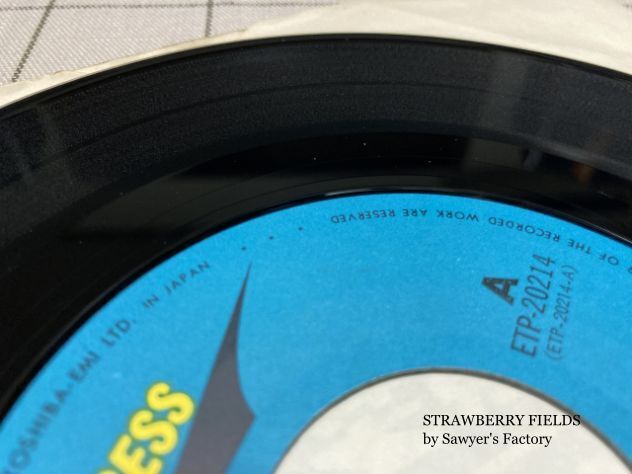 OF THE RECORDED WORK ARE RESERVED
TOSHIBA-EMI LTD. IN JAPAN
A
ETP-20214
(ETP-20214-A)
RESS
STRAWBERRY FIELDS
by Sawyer's Factory